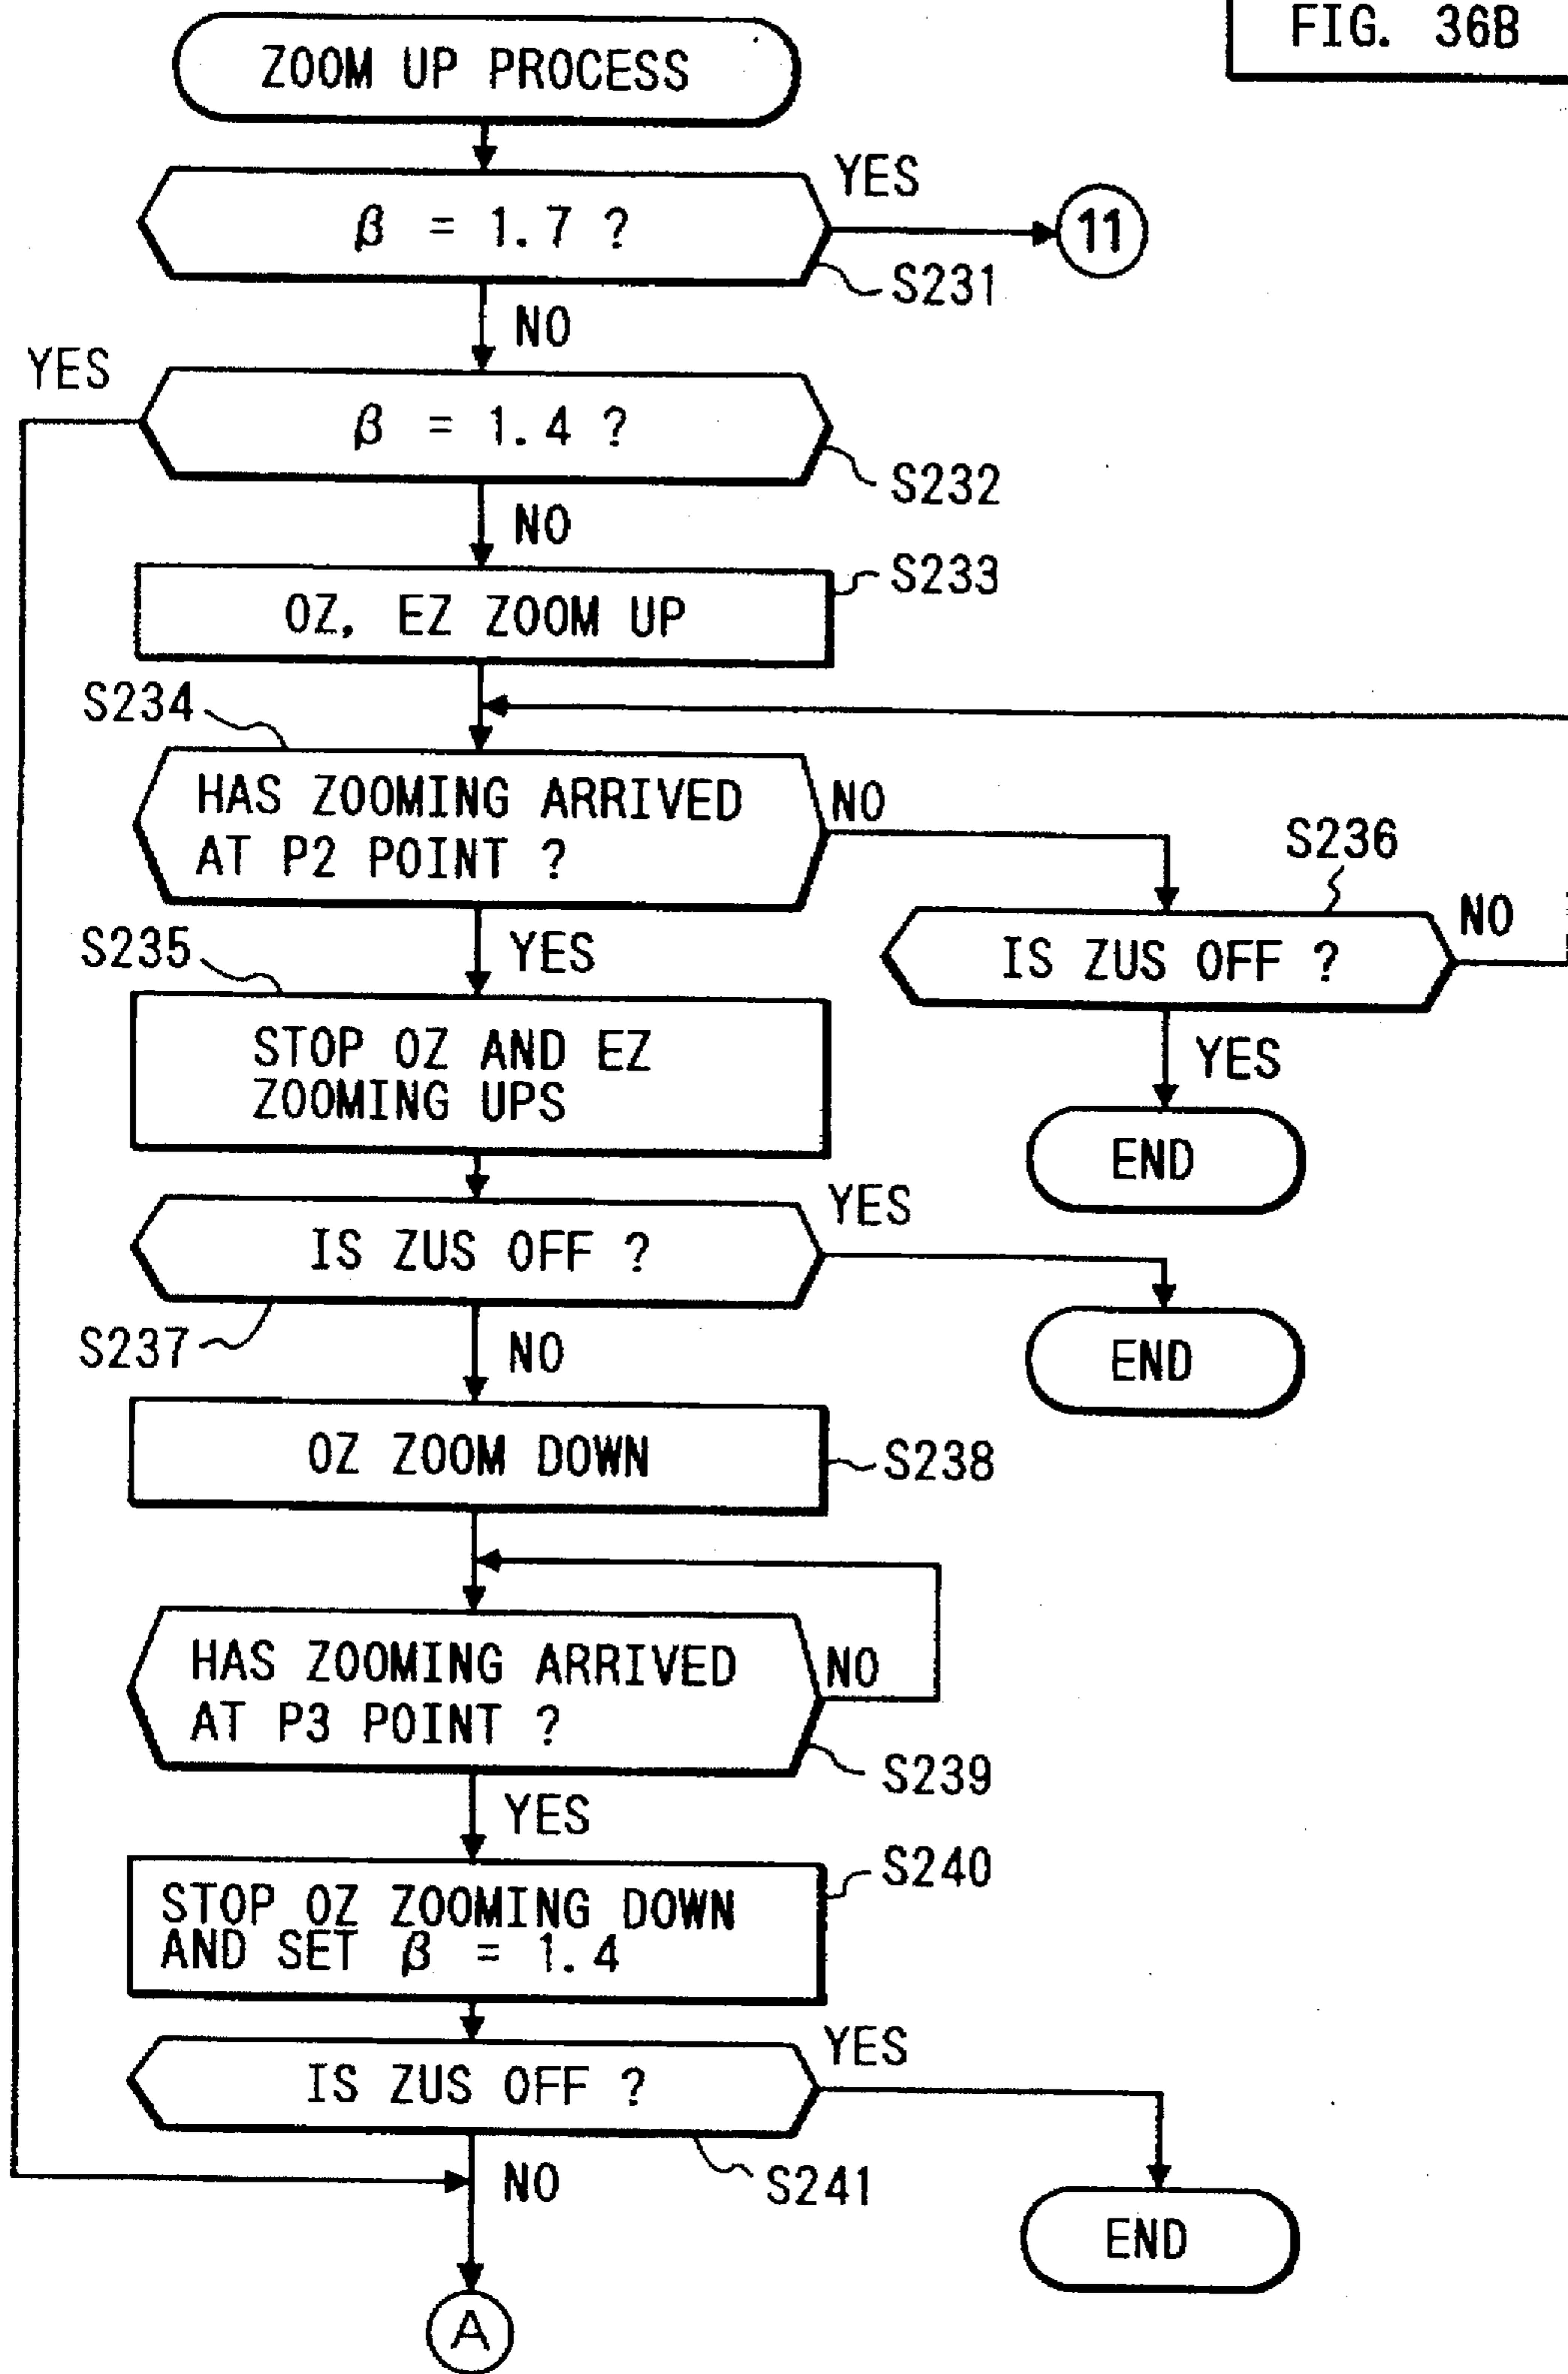 FIG. 36B
ZOOM UP PROCESS
β = 1.7 ?
YES
11
S231
NO
YES
β = 1.4 ?
S232
NO
S233
OZ, EZ ZOOM UP
S234
HAS ZOOMING ARRIVED
AT P2 POINT ?
NO
S236
IS ZUS OFF ?
NO
YES
END
S235
YES
STOP OZ AND EZ
ZOOMING UPS
IS ZUS OFF ?
YES
S237
NO
END
OZ ZOOM DOWN
S238
HAS ZOOMING ARRIVED
AT P3 POINT ?
NO
S239
YES
S240
STOP OZ ZOOMING DOWN
AND SET β = 1.4
IS ZUS OFF ?
YES
S241
NO
END
A